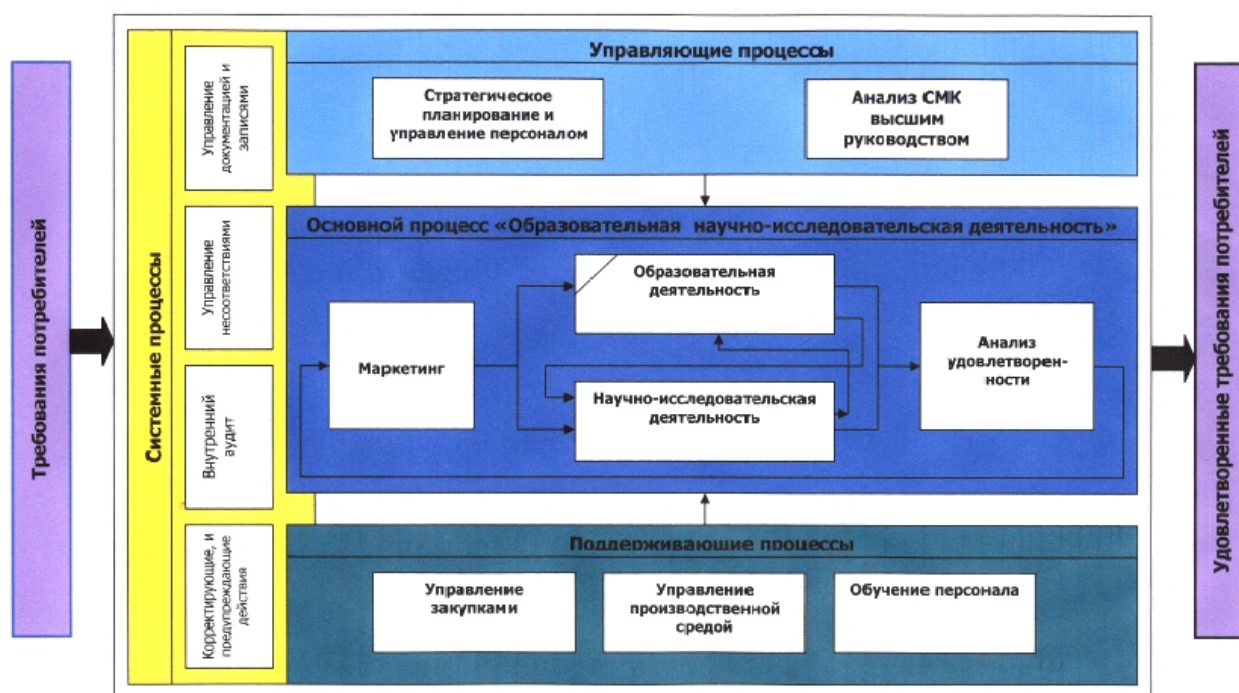 Требования потребителей
Системные процессы
Управление
документацией и
записями
Управление
несоответствиями
Внутренний
аудит
Корректирующие, и
предупреждающие
действия
Управляющие процессы
Стратегическое
планирование и
управление персоналом
Анализ СМК
высшим
руководством
Основной процесс «Образовательная научно-исследовательская деятельность»
Маркетинг
Образовательная
деятельность
Научно-исследовательская
деятельность
Анализ
удовлетворен-
ности
Поддерживающие процессы
Управление
закупками
Управление
производственной
средой
Обучение персонала
Удовлетворенные требования потребителей